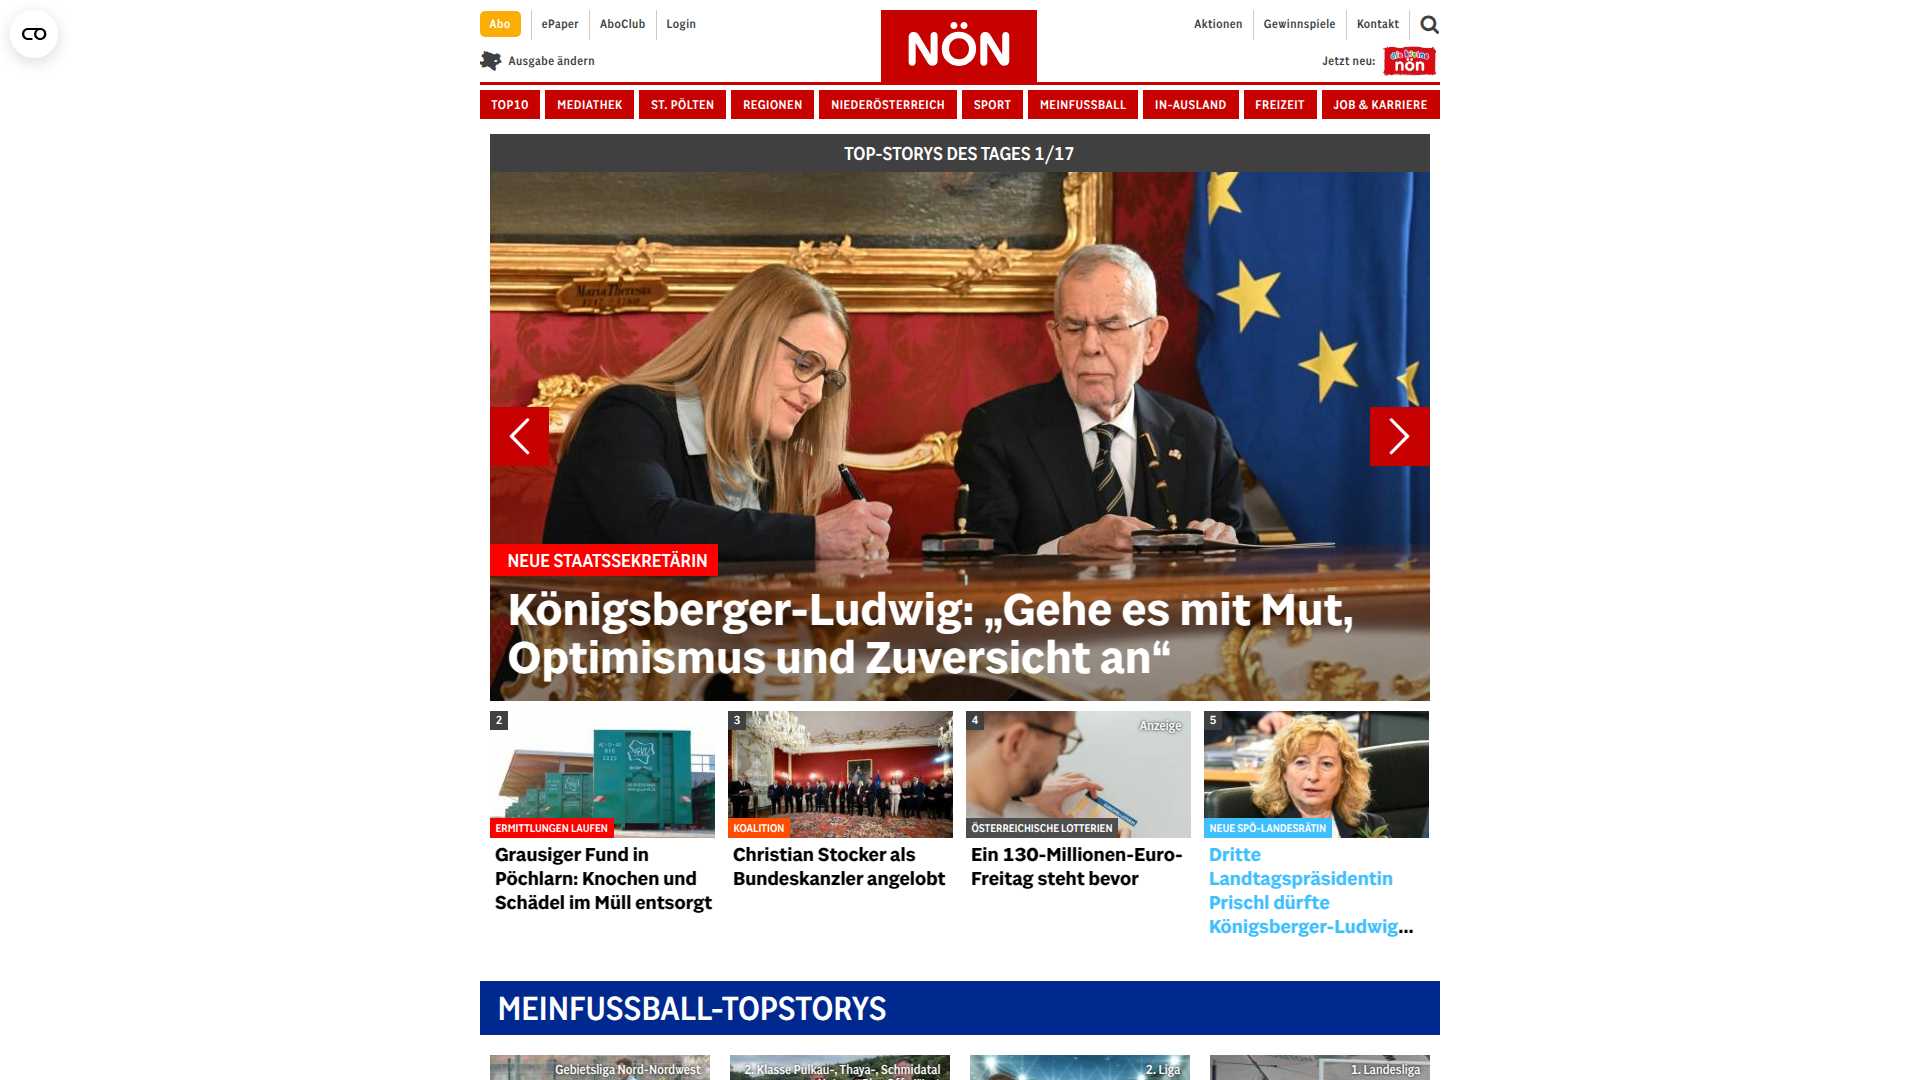 Abo
ePaper
AboClub
Login
NÖN
Aktionen
Gewinnspiele
Kontakt
Ausgabe ändern
Jetzt neu:
die kleine
nön
TOP10
MEDIATHEK
ST. PÖLTEN
REGIONEN
NIEDERÖSTERREICH
SPORT
MEINFUSSBALL
IN-AUSLAND
FREIZEIT
JOB & KARRIERE
TOP-STORYS DES TAGES 1/17
Maria Theresia
NEUE STAATSSEKRETÄRIN
Königsberger-Ludwig: „Gehe es mit Mut,
Optimismus und Zuversicht an“
2
ERMITTLUNGEN LAUFEN
Grausiger Fund in
Pöchlarn: Knochen und
Schädel im Müll entsorgt
3
KOALITION
Christian Stocker als
Bundeskanzler angelobt
4
Anzeige
ÖSTERREICHISCHE LOTTERIEN
Ein 130-Millionen-Euro-
Freitag steht bevor
5
NEUE SPÖ-LANDESRÄTIN
Dritte
Landtagspräsidentin
Prischl dürfte
Königsberger-Ludwig...
MEINFUSSBALL-TOPSTORYS
Gebietsliga Nord-Nordwest
2. Klasse Pulkau-, Thaya-, Schmidatal
2. Liga
1. Landesliga